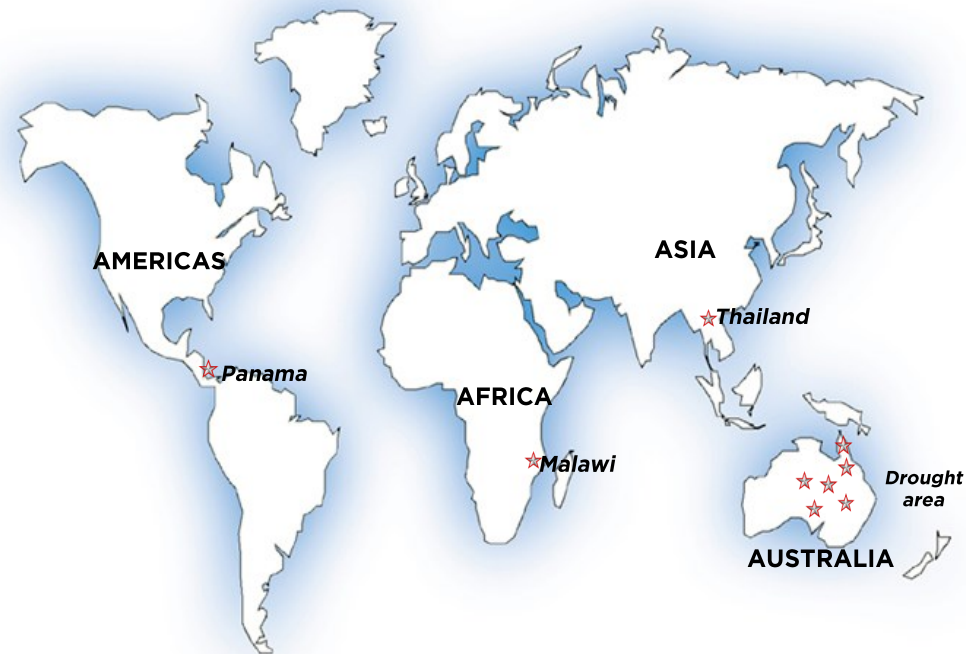 AMERICAS
ASIA
Thailand
Panama
AFRICA
Malawi
Drought
area
AUSTRALIA